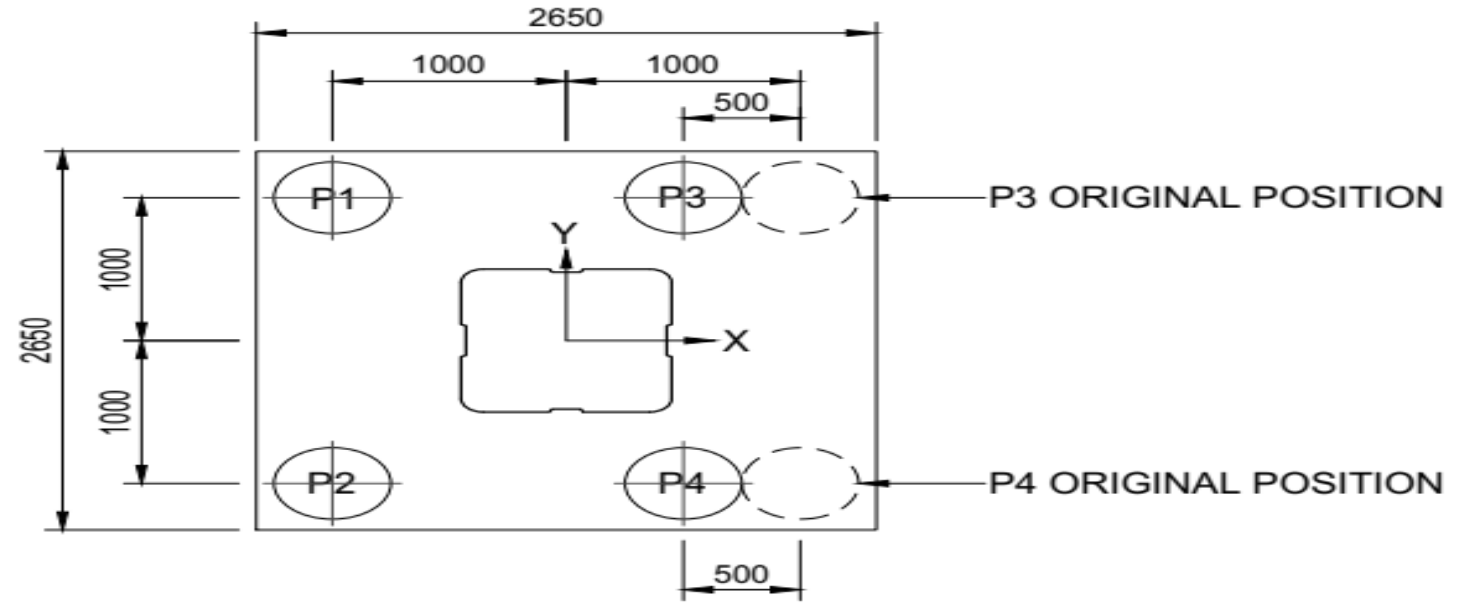 2650
1000
1000
500
P1
P3
P3 ORIGINAL POSITION
Y
1000
2650
X
1000
P2
P4
P4 ORIGINAL POSITION
500